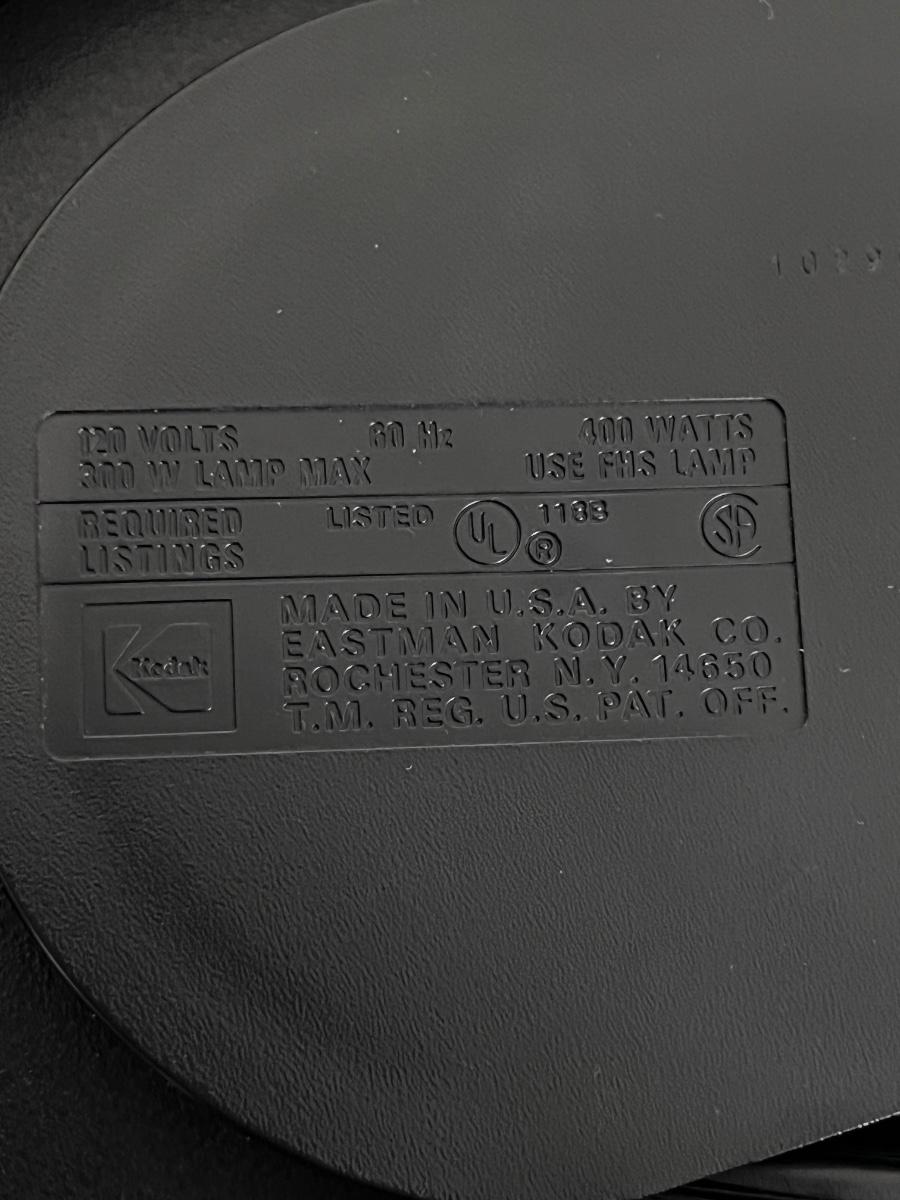 1029
120 VOLTS 60 Hz 400 WATTS
300 W LAMP MAX USE FHS LAMP
REQUIRED LISTINGS
LISTED UL ® 118B SA
Kodak
MADE IN U.S.A. BY
EASTMAN KODAK CO.
ROCHESTER N.Y. 14650
T.M. REG. U.S. PAT. OFF.